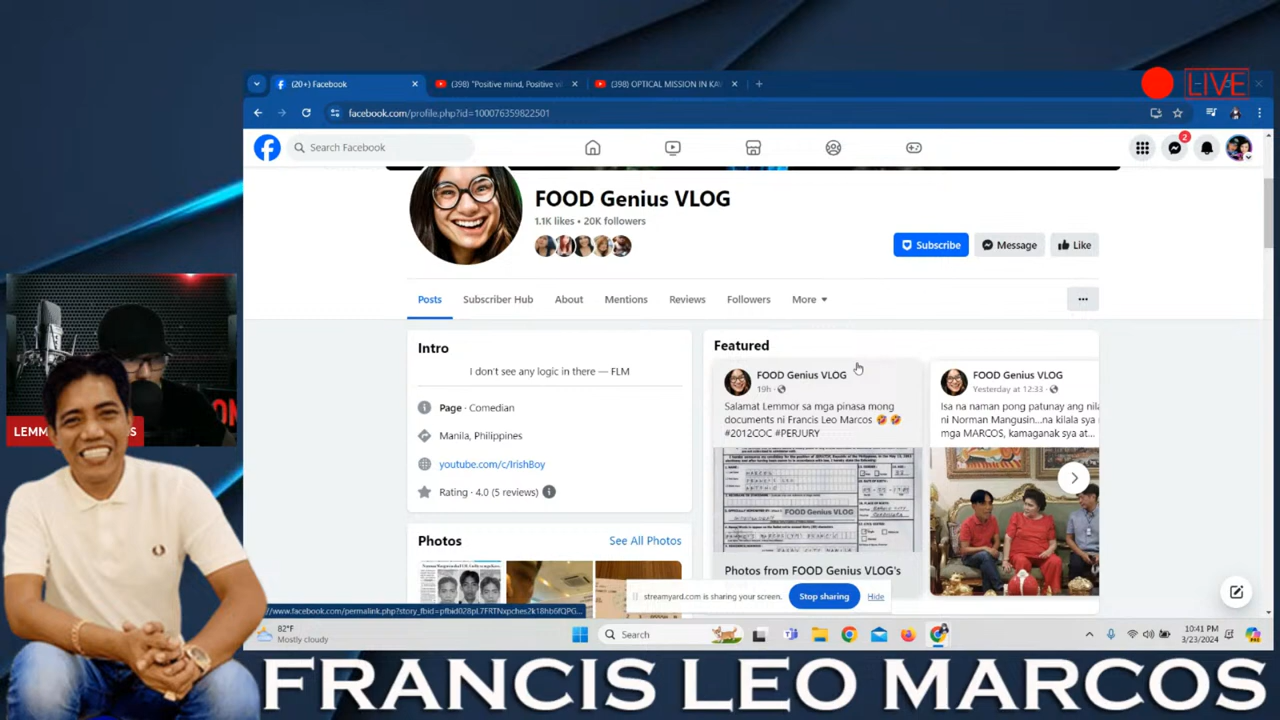 LIVE
(20+) Facebook
(398) "Positive mind, Positive vi
(398) OPTICAL MISSION IN KA
facebook.com/profile.php?id=100076359822501
Search Facebook
2
FOOD Genius VLOG
1.1K likes • 20K followers
Subscribe
Message
Like
Posts
Subscriber Hub
About
Mentions
Reviews
Followers
More
Intro
I don't see any logic in there — FLM
Page · Comedian
Manila, Philippines
youtube.com/c/IrishBoy
Rating · 4.0 (5 reviews)
Photos
See All Photos
Featured
FOOD Genius VLOG
19h
Salamat Lemmor sa mga pinasa mong
documents ni Francis Leo Marcos 🤣🤣
#2012COC #PERJURY
FOOD Genius VLOG
Photos from FOOD Genius VLOG's
FOOD Genius VLOG
Yesterday at 12:33
Isa na naman pong patunay ang nila
ni Norman Mangusin...na kilala sya
mga MARCOS, kamaganak sya at...
streamyard.com is sharing your screen.
Stop sharing
Hide
82°F
Mostly cloudy
Search
10:41 PM
3/23/2024
LEMM
S
FRANCIS LEO MARCOS